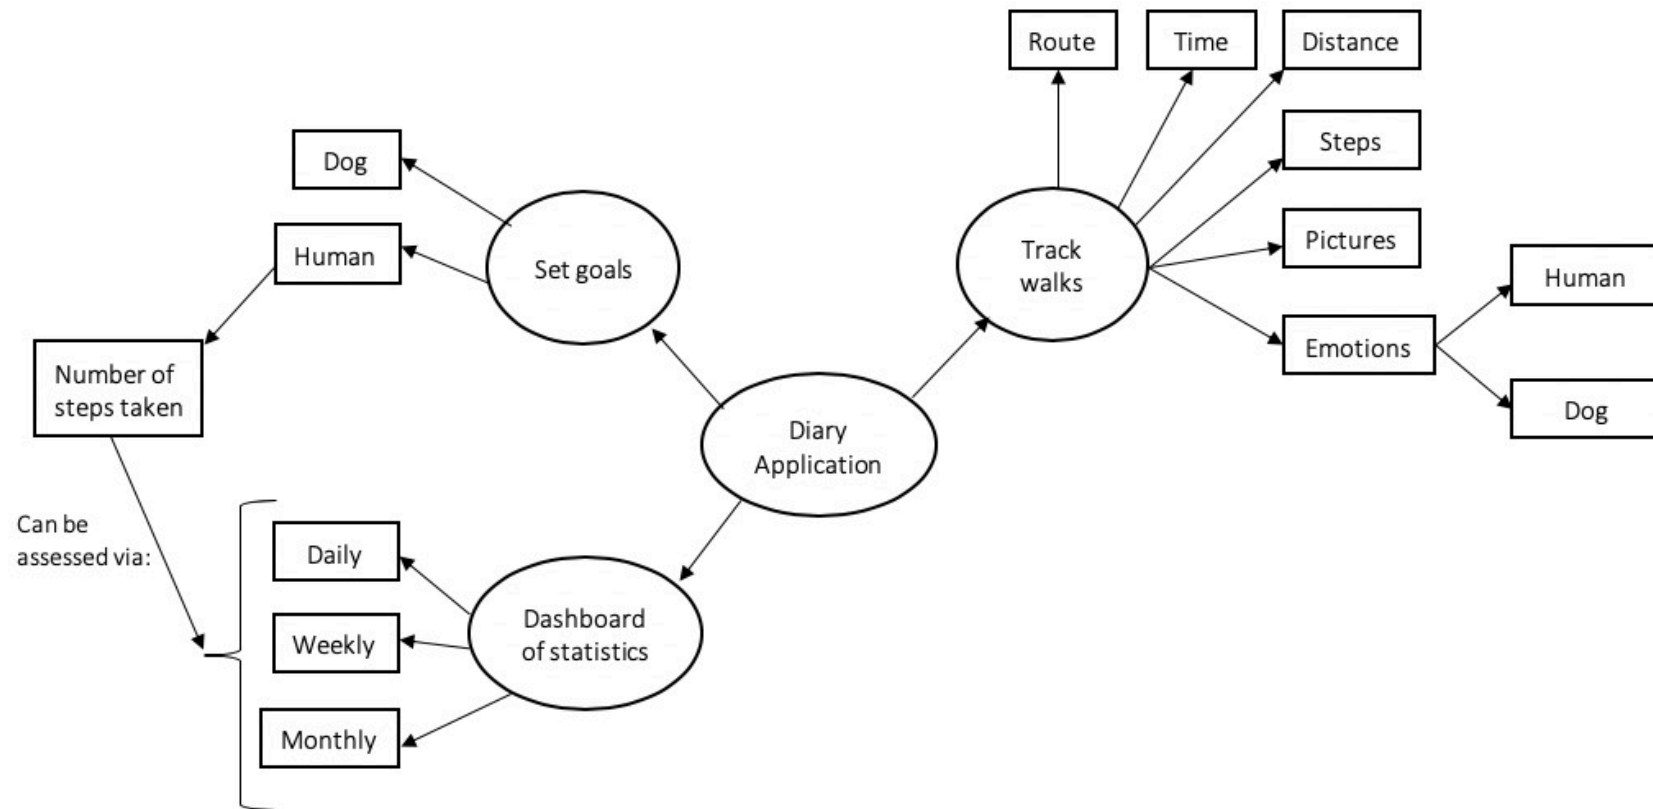 Route
Time
Distance
Steps
Pictures
Emotions
Human
Dog
Track
walks
Dog
Human
Set goals
Number of
steps taken
Diary
Application
Can be
assessed via:
Daily
Weekly
Monthly
Dashboard
of statistics